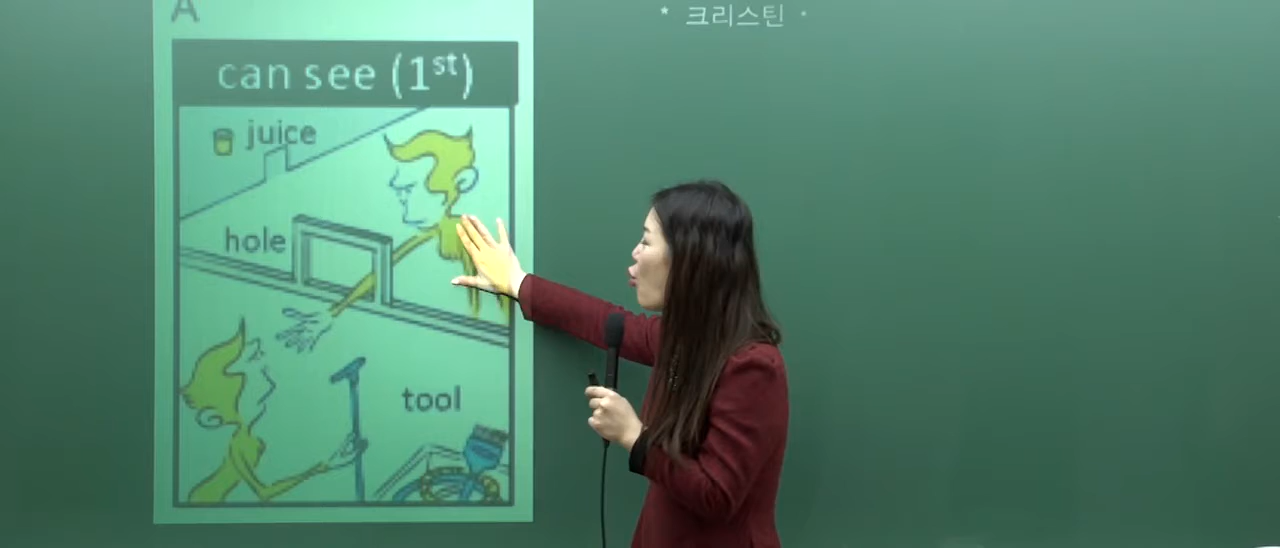 A
* 크리스틴 *
can see (1st)
juice
hole
tool